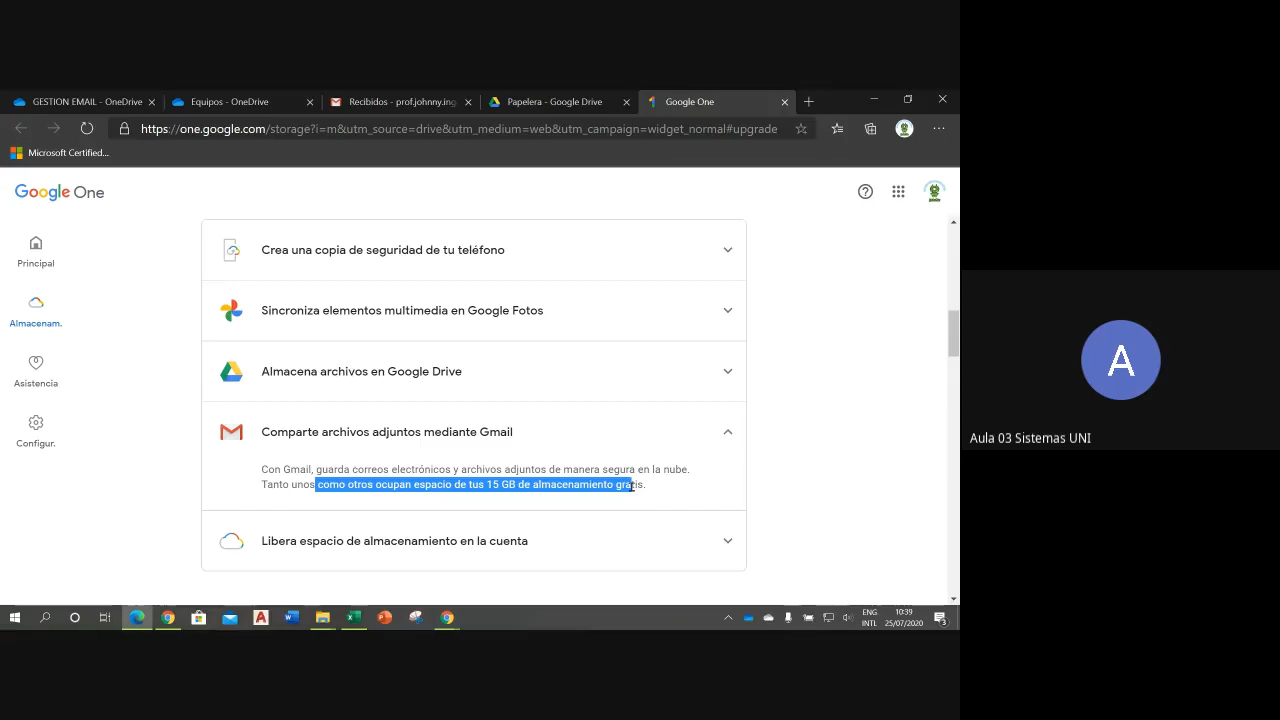 GESTION EMAIL - OneDrive
Equipos - OneDrive
Recibidos - prof.johnny.ing
Papelera - Google Drive
Google One
https://one.google.com/storage?i=m&utm_source=drive&utm_medium=web&utm_campaign=widget_normal#upgrade
Microsoft Certified...
Google One
Principal
Almacenam.
Asistencia
Configur.
Crea una copia de seguridad de tu teléfono
Sincroniza elementos multimedia en Google Fotos
Almacena archivos en Google Drive
Comparte archivos adjuntos mediante Gmail
Con Gmail, guarda correos electrónicos y archivos adjuntos de manera segura en la nube.
Tanto unos como otros ocupan espacio de tus 15 GB de almacenamiento gratis.
Libera espacio de almacenamiento en la cuenta
A
Aula 03 Sistemas UNI
ENG
INTL
10:39
25/07/2020
3